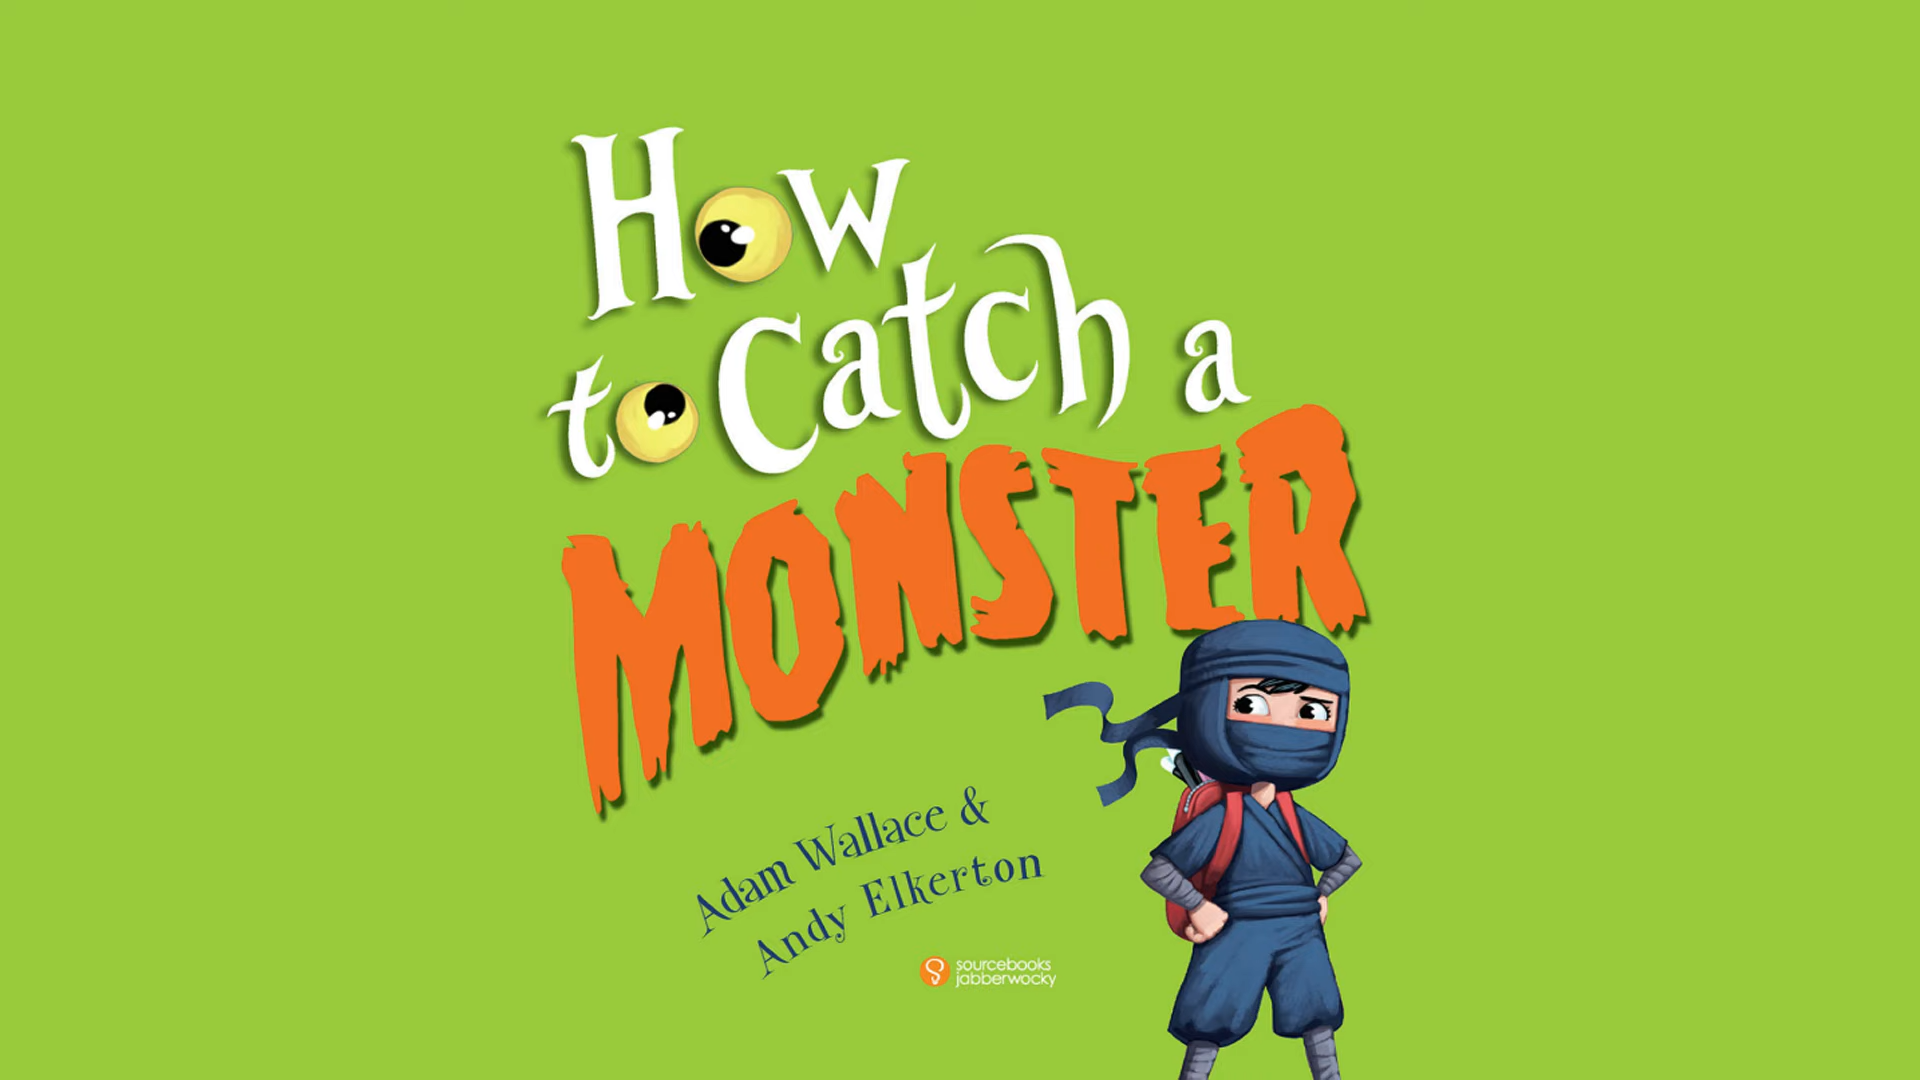 How
to Catch a
MONSTER
Adam Wallace &
Andy Elkerton
sourcebooks
jabberwocky